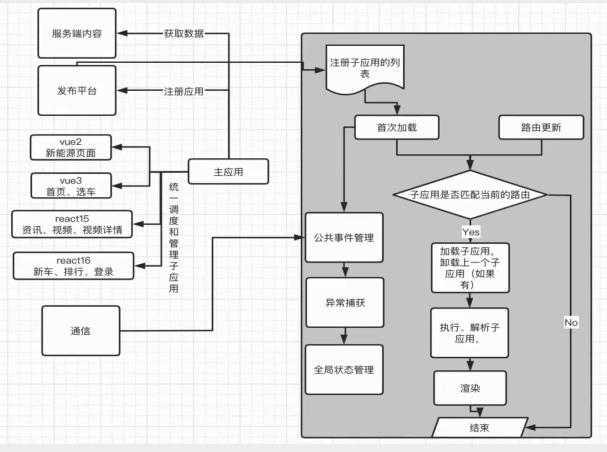 服务端内容
获取数据
发布平台
注册应用
vue2
新能源页面
vue3
首页、选车
react15
资讯、视频、视频详情
react16
新车、排行、登录
主应用
统一调度和管理子应用
通信
注册子应用的列
表
首次加载
路由更新
子应用是否匹配当前的路由
Yes
No
公共事件管理
异常捕获
全局状态管理
加载子应用，
卸载上一个子
应用（如果
有）
执行、解析子
应用，
渲染
结束